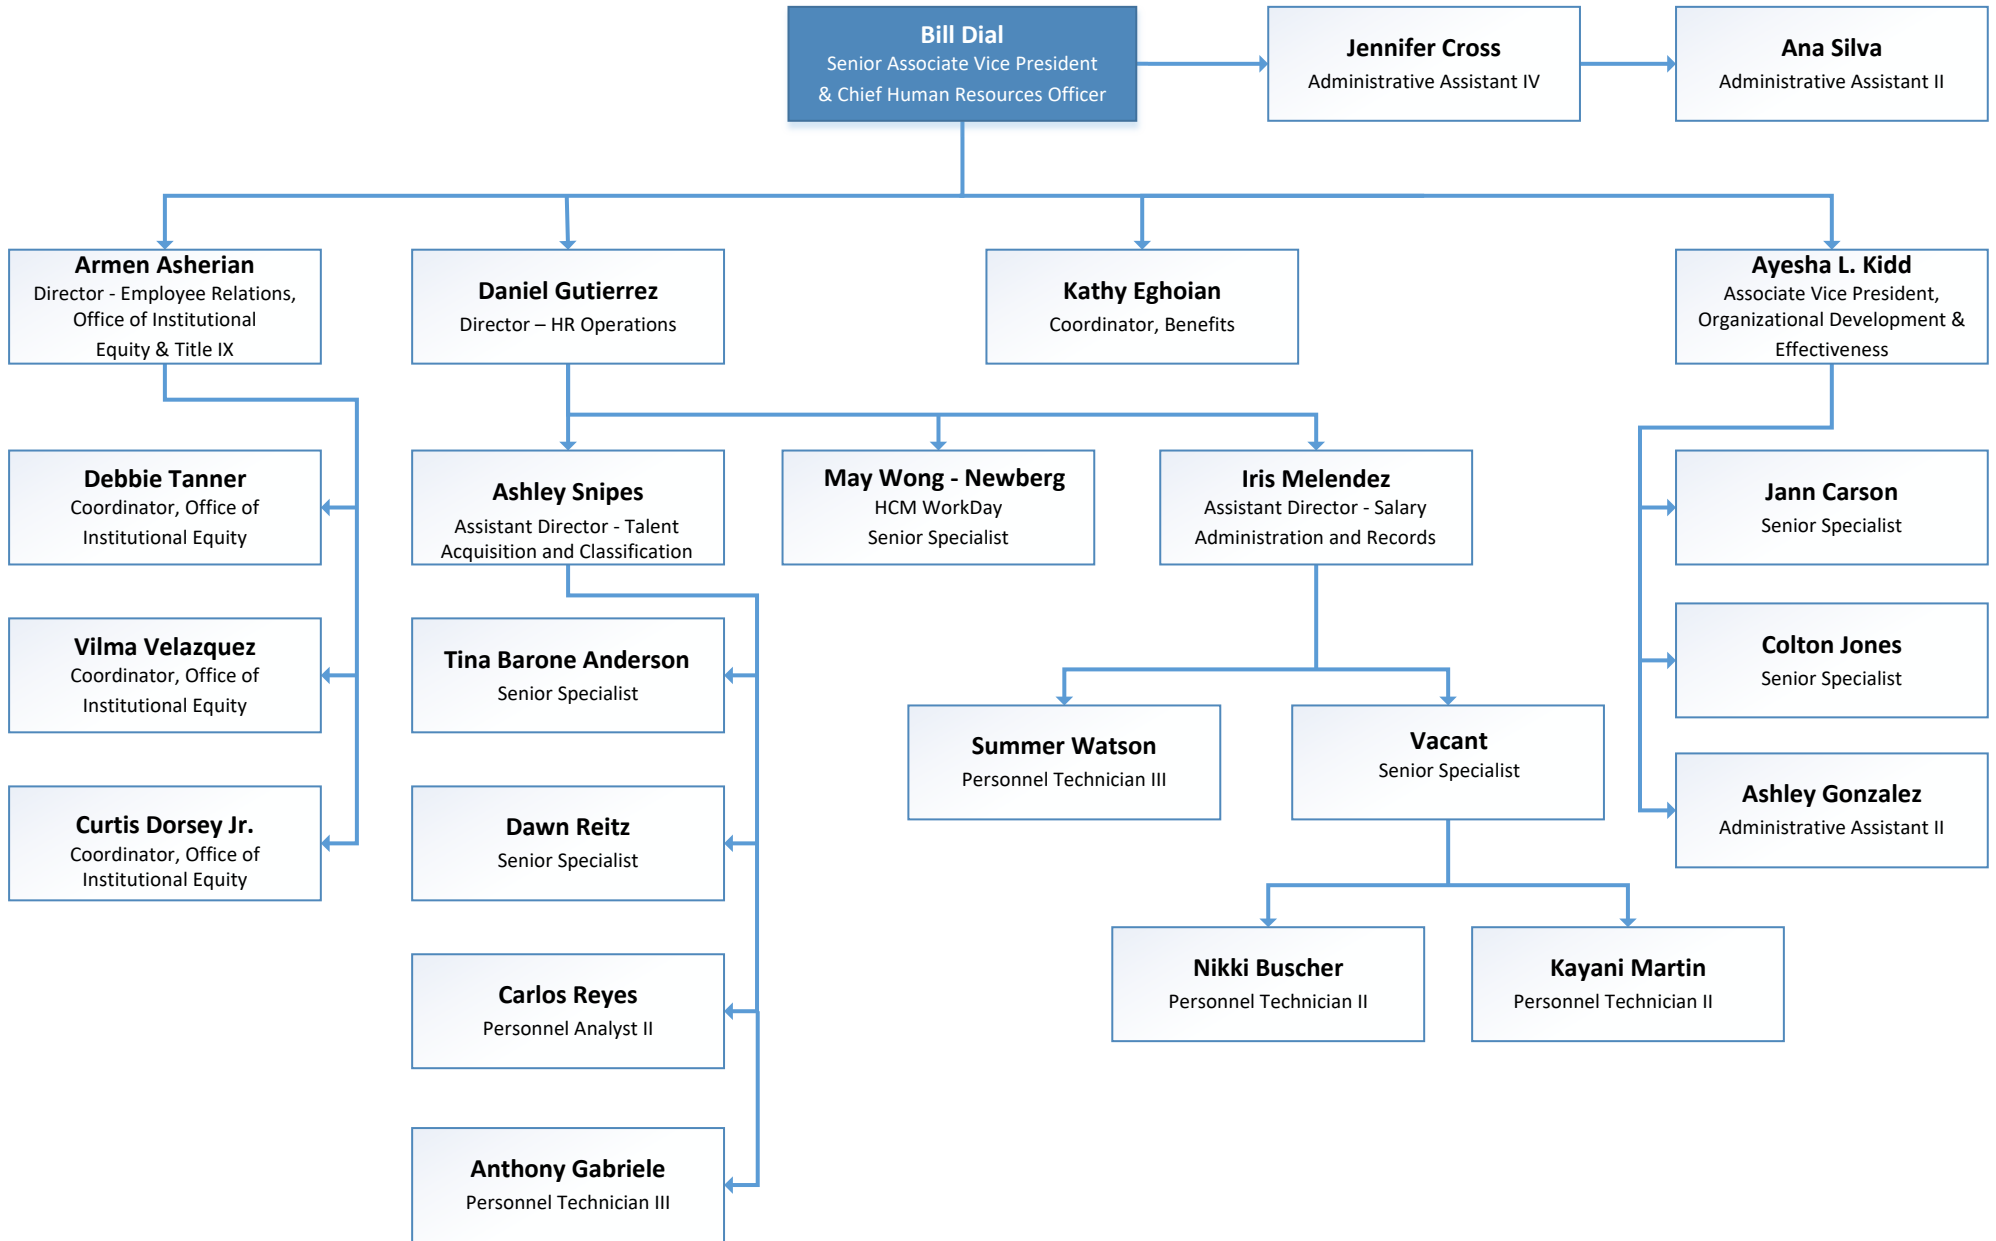 Bill Dial
Senior Associate Vice President
& Chief Human Resources Officer
Jennifer Cross
Administrative Assistant IV
Ana Silva
Administrative Assistant II
Armen Asherian
Director - Employee Relations,
Office of Institutional
Equity & Title IX
Daniel Gutierrez
Director – HR Operations
Kathy Eghoian
Coordinator, Benefits
Ayesha L. Kidd
Associate Vice President,
Organizational Development &
Effectiveness
Debbie Tanner
Coordinator, Office of
Institutional Equity
Ashley Snipes
Assistant Director - Talent
Acquisition and Classification
May Wong - Newberg
HCM WorkDay
Senior Specialist
Iris Melendez
Assistant Director - Salary
Administration and Records
Jann Carson
Senior Specialist
Vilma Velazquez
Coordinator, Office of
Institutional Equity
Tina Barone Anderson
Senior Specialist
Colton Jones
Senior Specialist
Summer Watson
Personnel Technician III
Vacant
Senior Specialist
Curtis Dorsey Jr.
Coordinator, Office of
Institutional Equity
Dawn Reitz
Senior Specialist
Ashley Gonzalez
Administrative Assistant II
Carlos Reyes
Personnel Analyst II
Nikki Buscher
Personnel Technician II
Kayani Martin
Personnel Technician II
Anthony Gabriele
Personnel Technician III